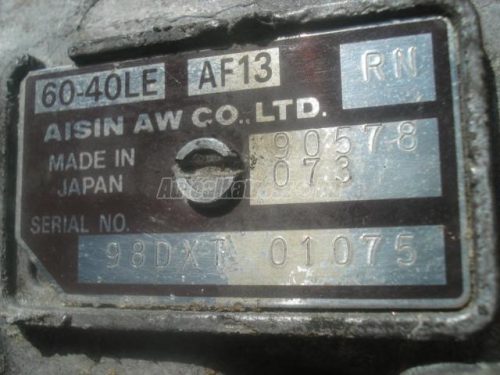 60-40LE AF13 RN
AISIN AW CO.,LTD.
MADE IN JAPAN
90578
073
SERIAL NO.
98DXT 01075